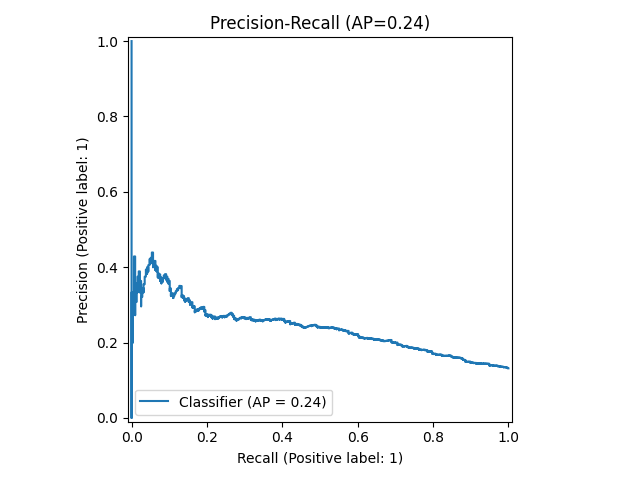 Precision-Recall (AP=0.24)
1.0
0.8
0.6
0.4
0.2
0.0
Precision (Positive label: 1)
Classifier (AP = 0.24)
0.0 0.2 0.4 0.6 0.8 1.0
Recall (Positive label: 1)